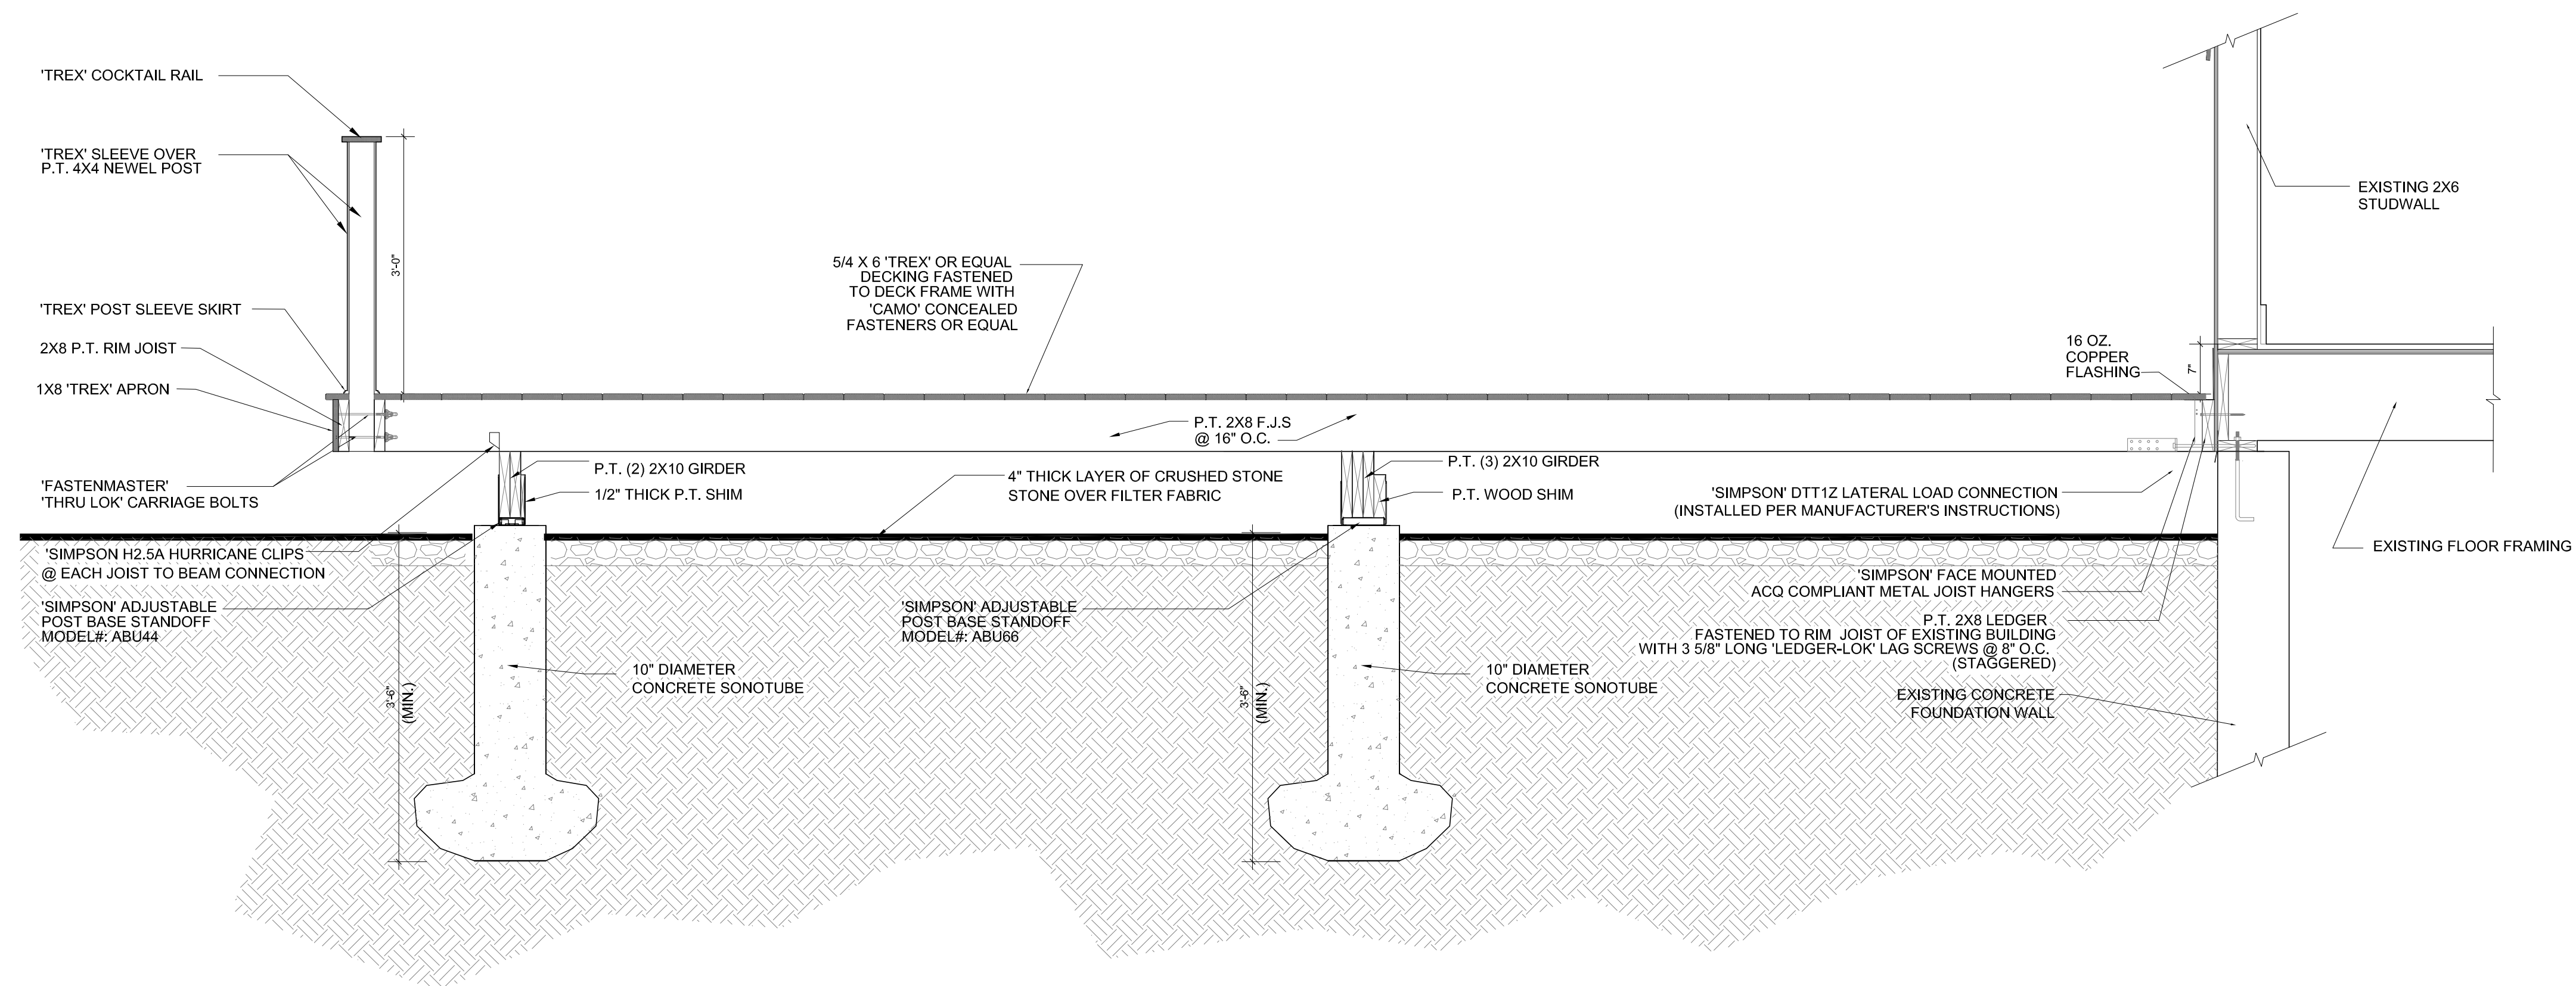 'TREX' COCKTAIL RAIL
'TREX' SLEEVE OVER
P.T. 4X4 NEWEL POST
3'-0"
'TREX' POST SLEEVE SKIRT
2X8 P.T. RIM JOIST
1X8 'TREX' APRON
'FASTENMASTER'
'THRU LOK' CARRIAGE BOLTS
'SIMPSON H2.5A HURRICANE CLIPS
@ EACH JOIST TO BEAM CONNECTION
'SIMPSON' ADJUSTABLE
POST BASE STANDOFF
MODEL#: ABU44
3'-6"
(MIN.)
P.T. (2) 2X10 GIRDER
1/2" THICK P.T. SHIM
10" DIAMETER
CONCRETE SONOTUBE
5/4 X 6 'TREX' OR EQUAL
DECKING FASTENED
TO DECK FRAME WITH
'CAMO' CONCEALED
FASTENERS OR EQUAL
P.T. 2X8 F.J.S
@ 16" O.C.
4" THICK LAYER OF CRUSHED STONE
STONE OVER FILTER FABRIC
'SIMPSON' ADJUSTABLE
POST BASE STANDOFF
MODEL#: ABU66
3'-6"
(MIN.)
P.T. (3) 2X10 GIRDER
P.T. WOOD SHIM
10" DIAMETER
CONCRETE SONOTUBE
16 OZ.
COPPER
FLASHING
7"
'SIMPSON' DTT1Z LATERAL LOAD CONNECTION
(INSTALLED PER MANUFACTURER'S INSTRUCTIONS)
'SIMPSON' FACE MOUNTED
ACQ COMPLIANT METAL JOIST HANGERS
P.T. 2X8 LEDGER
FASTENED TO RIM JOIST OF EXISTING BUILDING
WITH 3 5/8" LONG 'LEDGER-LOK' LAG SCREWS @ 8" O.C.
(STAGGERED)
EXISTING CONCRETE
FOUNDATION WALL
EXISTING 2X6
STUDWALL
EXISTING FLOOR FRAMING